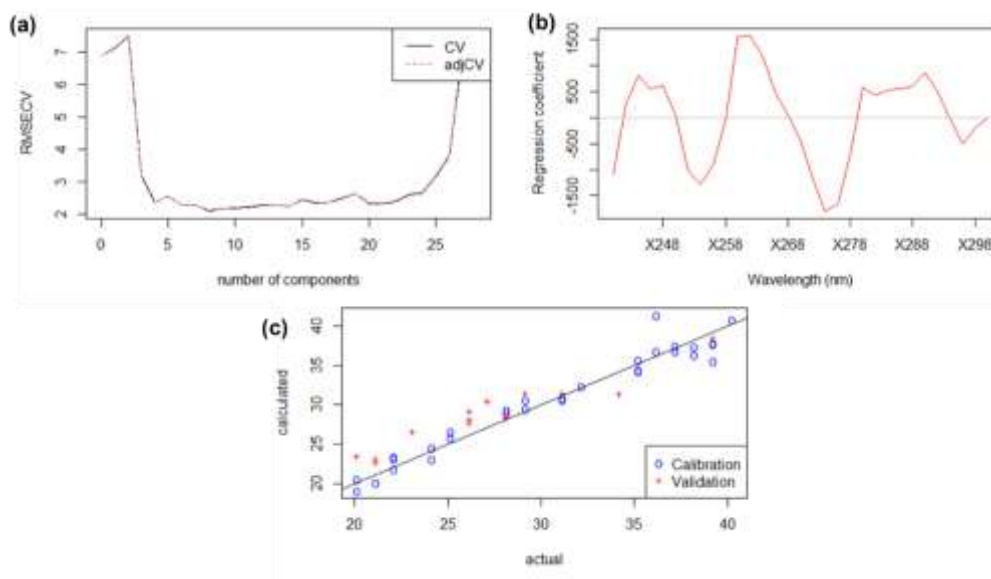 (a)
7
6
5
4
3
2
RMSECV
CV
adjCV
0 5 10 15 20 25
number of components
(b)
1500
500
-500
-1500
Regression coefficient
X248 X258 X268 X278 X288 X298
Wavelength (nm)
(c)
40
35
30
25
20
calculated
Calibration
Validation
20 25 30 35 40
actual